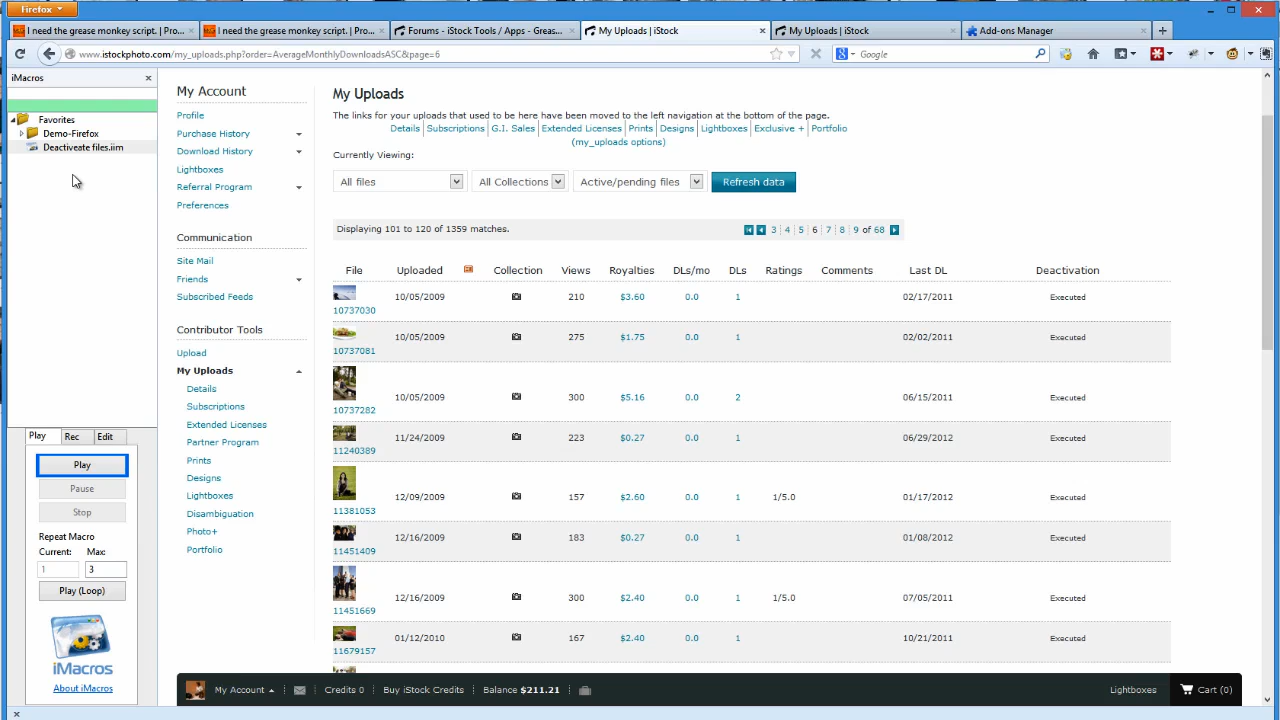 Firefox
I need the grease monkey script. | Pro...
I need the grease monkey script. | Pro...
Forums - iStock Tools / Apps - Greas...
My Uploads | iStock
My Uploads | iStock
Add-ons Manager
www.istockphoto.com/my_uploads.php?order=AverageMonthlyDownloadsASC&page=6
Google
iMacros
Favorites
Demo-Firefox
Deactiveate files.iim
Play Rec Edit
Play
Pause
Stop
Repeat Macro
Current: Max:
1 3
Play (Loop)
iMacros
About iMacros
My Account
Profile
Purchase History
Download History
Lightboxes
Referral Program
Preferences
Communication
Site Mail
Friends
Subscribed Feeds
Contributor Tools
Upload
My Uploads
Details
Subscriptions
Extended Licenses
Partner Program
Prints
Designs
Lightboxes
Disambiguation
Photo+
Portfolio
My Uploads
The links for your uploads that used to be here have been moved to the left navigation at the bottom of the page.
Details | Subscriptions | G.I. Sales | Extended Licenses | Prints | Designs | Lightboxes | Exclusive + | Portfolio
(my_uploads options)
Currently Viewing:
All files All Collections Active/pending files Refresh data
Displaying 101 to 120 of 1359 matches. 3 4 5 6 7 8 9 of 68
File Uploaded Collection Views Royalties DLs/mo DLs Ratings Comments Last DL Deactivation
10/05/2009 210 $3.60 0.0 1 02/17/2011 Executed
10737030
10/05/2009 275 $1.75 0.0 1 02/02/2011 Executed
10737081
10/05/2009 300 $5.16 0.0 2 06/15/2011 Executed
10737282
11/24/2009 223 $0.27 0.0 1 06/29/2012 Executed
11240389
12/09/2009 157 $2.60 0.0 1 1/5.0 01/17/2012 Executed
11381053
12/16/2009 183 $0.27 0.0 1 01/08/2012 Executed
11451409
12/16/2009 300 $2.40 0.0 1 1/5.0 07/05/2011 Executed
11451669
01/12/2010 167 $2.40 0.0 1 10/21/2011 Executed
11679157
My Account Credits 0 Buy iStock Credits Balance $211.21 Lightboxes Cart (0)